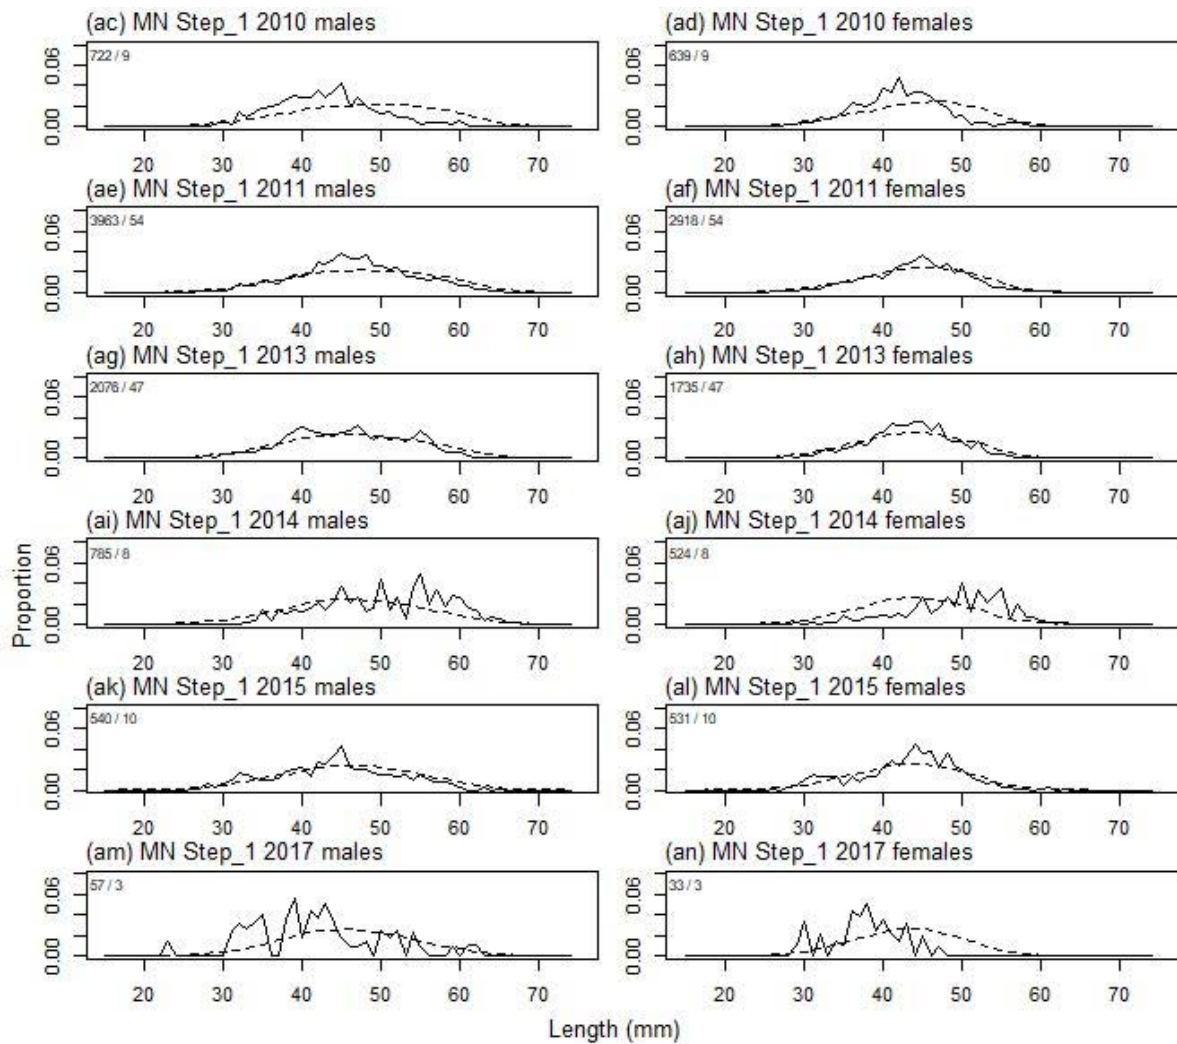 (ac) MN Step_1 2010 males
(ad) MN Step_1 2010 females
0.06
722 / 9
639 / 9
0.06
0.00
0.00
20 30 40 50 60 70
20 30 40 50 60 70
(ae) MN Step_1 2011 males
(af) MN Step_1 2011 females
0.06
3963 / 54
2918 / 54
0.06
0.00
0.00
20 30 40 50 60 70
20 30 40 50 60 70
(ag) MN Step_1 2013 males
(ah) MN Step_1 2013 females
0.06
2076 / 47
1735 / 47
0.06
0.00
0.00
20 30 40 50 60 70
20 30 40 50 60 70
(ai) MN Step_1 2014 males
(aj) MN Step_1 2014 females
0.06
785 / 8
524 / 8
0.06
0.00
0.00
20 30 40 50 60 70
20 30 40 50 60 70
(ak) MN Step_1 2015 males
(al) MN Step_1 2015 females
0.06
540 / 10
531 / 10
0.06
0.00
0.00
20 30 40 50 60 70
20 30 40 50 60 70
(am) MN Step_1 2017 males
(an) MN Step_1 2017 females
0.06
57 / 3
33 / 3
0.06
0.00
0.00
20 30 40 50 60 70
20 30 40 50 60 70
Proportion
Length (mm)